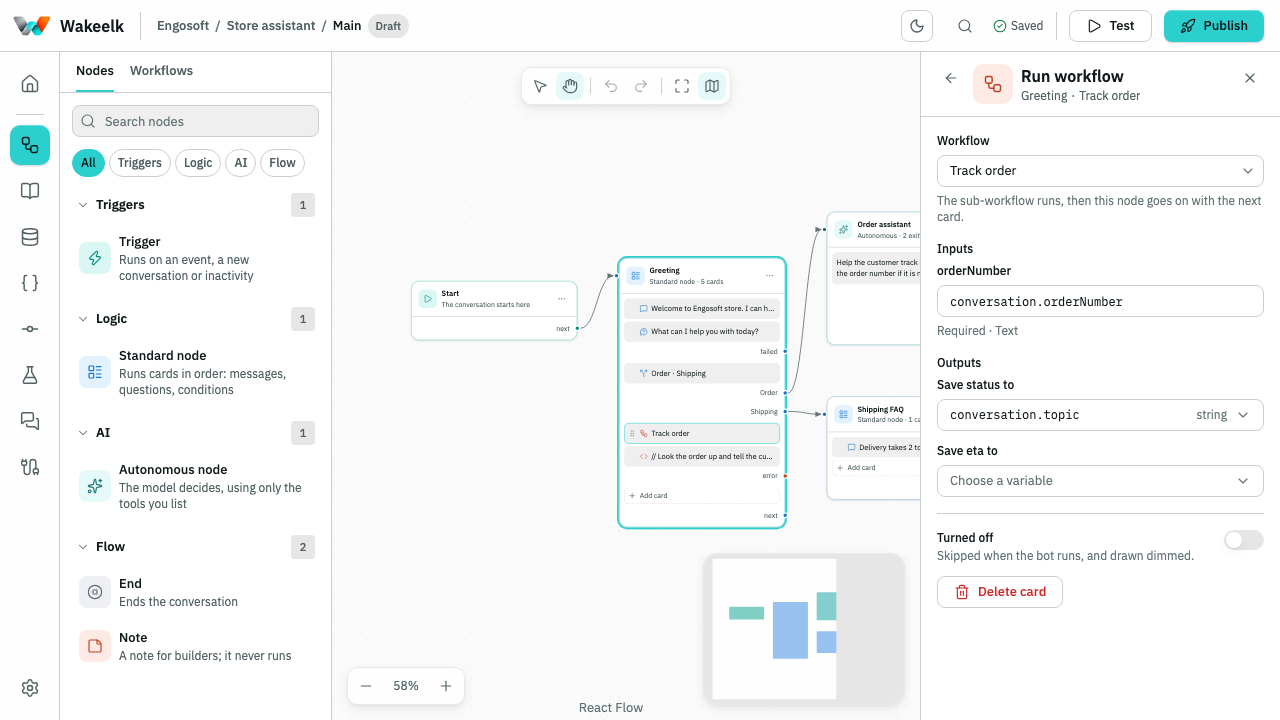 Wakeelk
Engosoft / Store assistant / Main Draft
Saved
Test
Publish
Nodes
Workflows
Search nodes
All
Triggers
Logic
AI
Flow
Triggers 1
Trigger
Runs on an event, a new
conversation or inactivity
Logic 1
Standard node
Runs cards in order: messages,
questions, conditions
AI 1
Autonomous node
The model decides, using only the
tools you list
Flow 2
End
Ends the conversation
Note
A note for builders; it never runs
Start
The conversation starts here
next
Greeting
Standard node · 5 cards
Welcome to Engosoft store. I can h...
What can I help you with today?
failed
Order · Shipping
Order
Shipping
Track order
// Look the order up and tell the cu...
error
Add card
next
Order assistant
Autonomous · 2 exit
Help the customer track
the order number if it is
Shipping FAQ
Standard node · 1 ca
Delivery takes 2 to
Add card
58%
React Flow
Run workflow
Greeting · Track order
Workflow
Track order
The sub-workflow runs, then this node goes on with the next
card.
Inputs
orderNumber
conversation.orderNumber
Required · Text
Outputs
Save status to
conversation.topic string
Save eta to
Choose a variable
Turned off
Skipped when the bot runs, and drawn dimmed.
Delete card